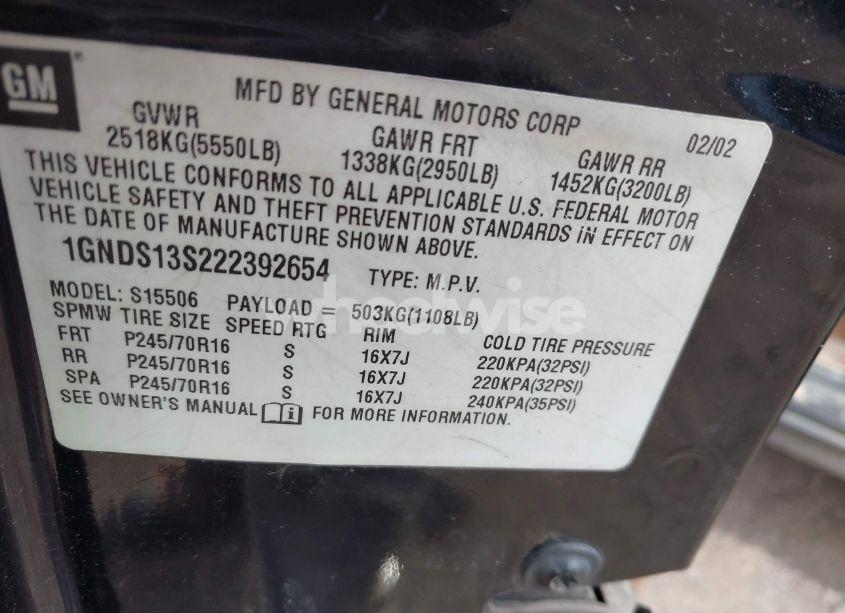 GM®
MFD BY GENERAL MOTORS CORP 02/02
GVWR GAWR FRT GAWR RR
2518KG(5550LB) 1338KG(2950LB) 1452KG(3200LB)
THIS VEHICLE CONFORMS TO ALL APPLICABLE U.S. FEDERAL MOTOR
VEHICLE SAFETY AND THEFT PREVENTION STANDARDS IN EFFECT ON
THE DATE OF MANUFACTURE SHOWN ABOVE.
1GNDS13S222392654 TYPE: M.P.V.
MODEL: S15506 PAYLOAD = 503KG(1108LB)
SPMW TIRE SIZE SPEED RTG RIM COLD TIRE PRESSURE
FRT P245/70R16 S 16X7J 220KPA(32PSI)
RR P245/70R16 S 16X7J 220KPA(32PSI)
SPA P245/70R16 S 16X7J 240KPA(35PSI)
SEE OWNER'S MANUAL i FOR MORE INFORMATION.
wheelwise